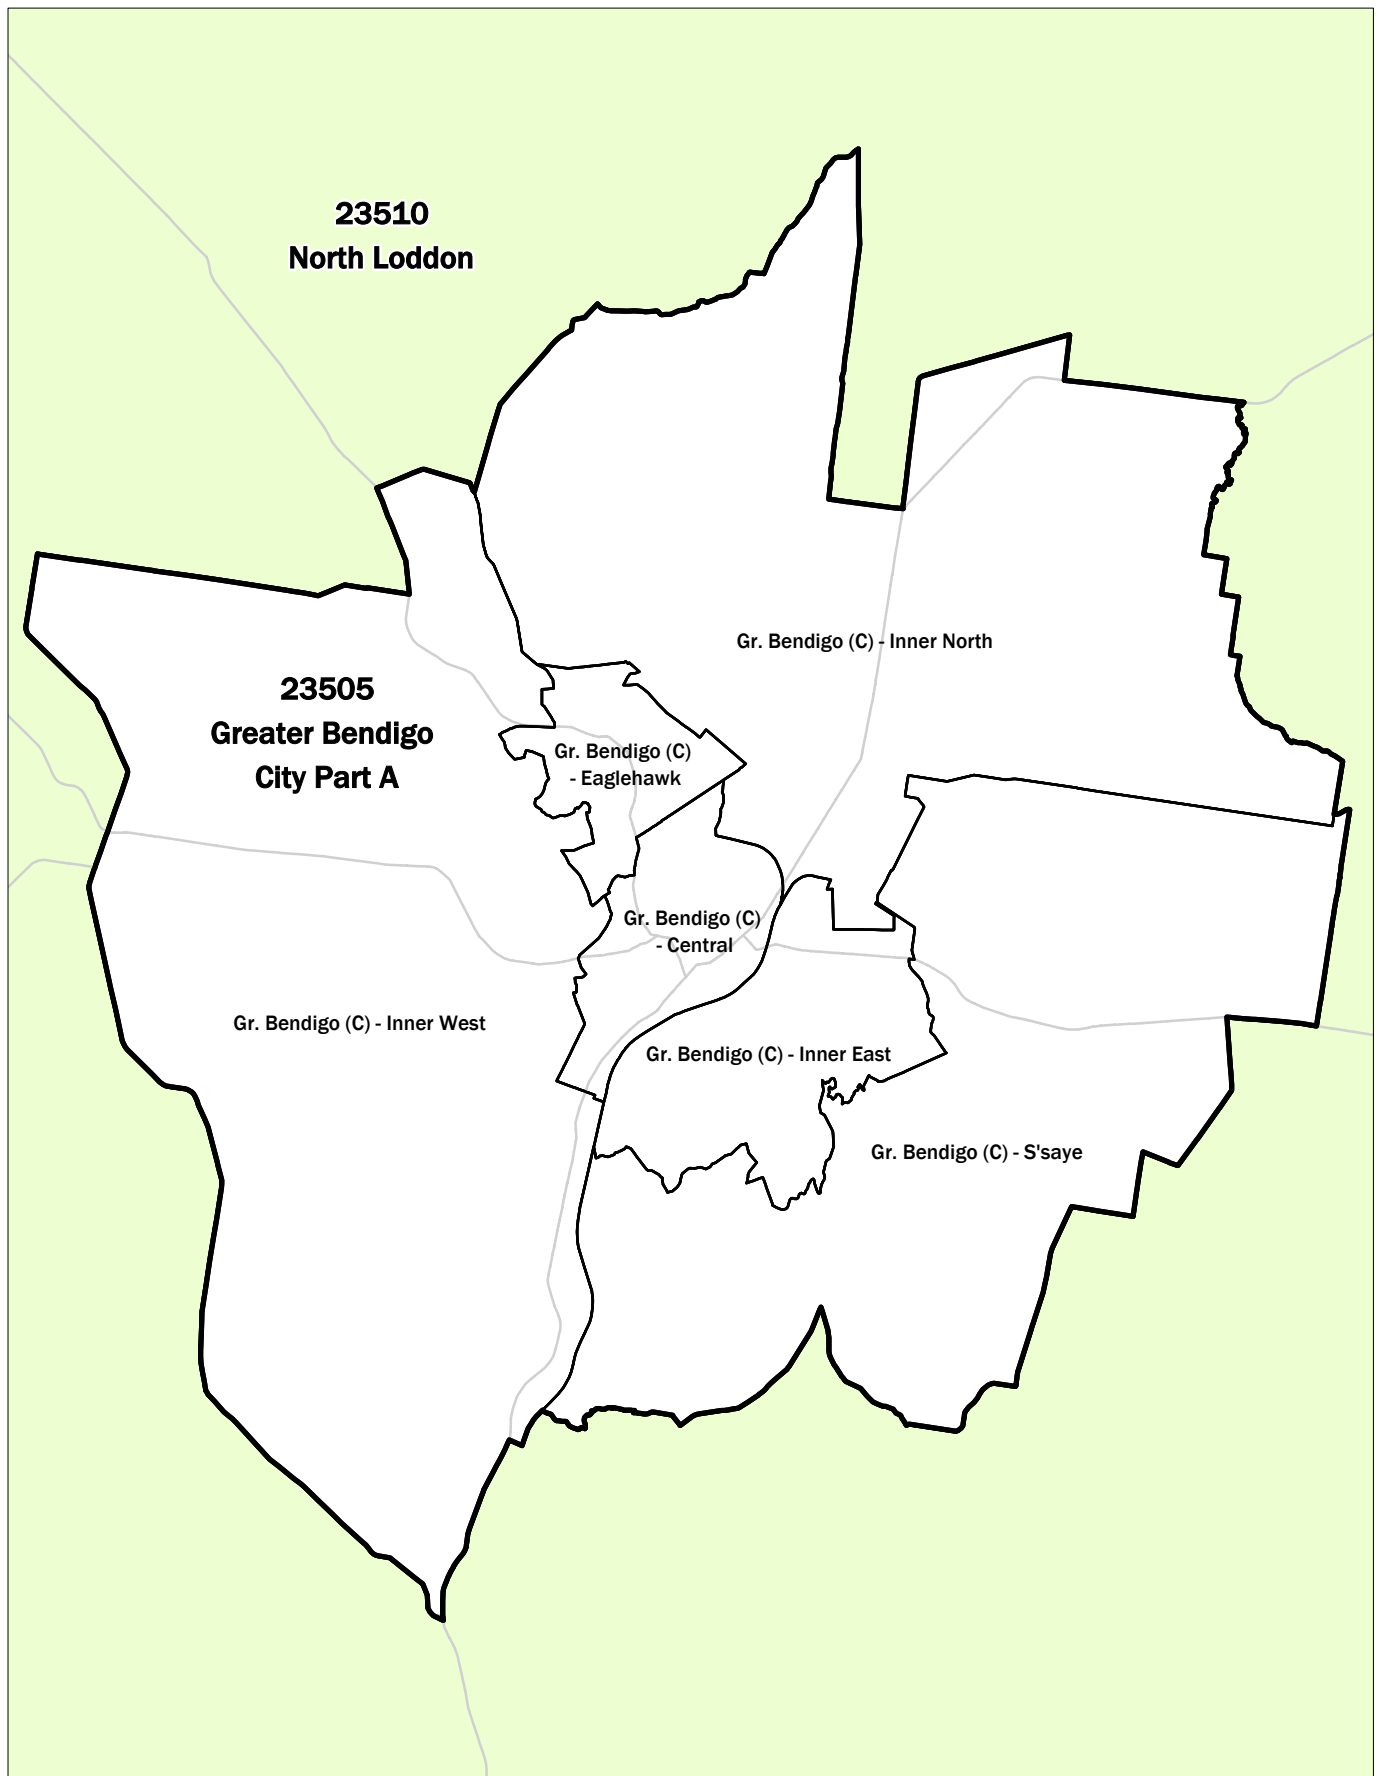 23510
North Loddon
Gr. Bendigo (C) - Inner North
23505
Greater Bendigo
City Part A
Gr. Bendigo (C)
- Eaglehawk
Gr. Bendigo (C)
- Central
Gr. Bendigo (C) - Inner West
Gr. Bendigo (C) - Inner East
Gr. Bendigo (C) - S'saye